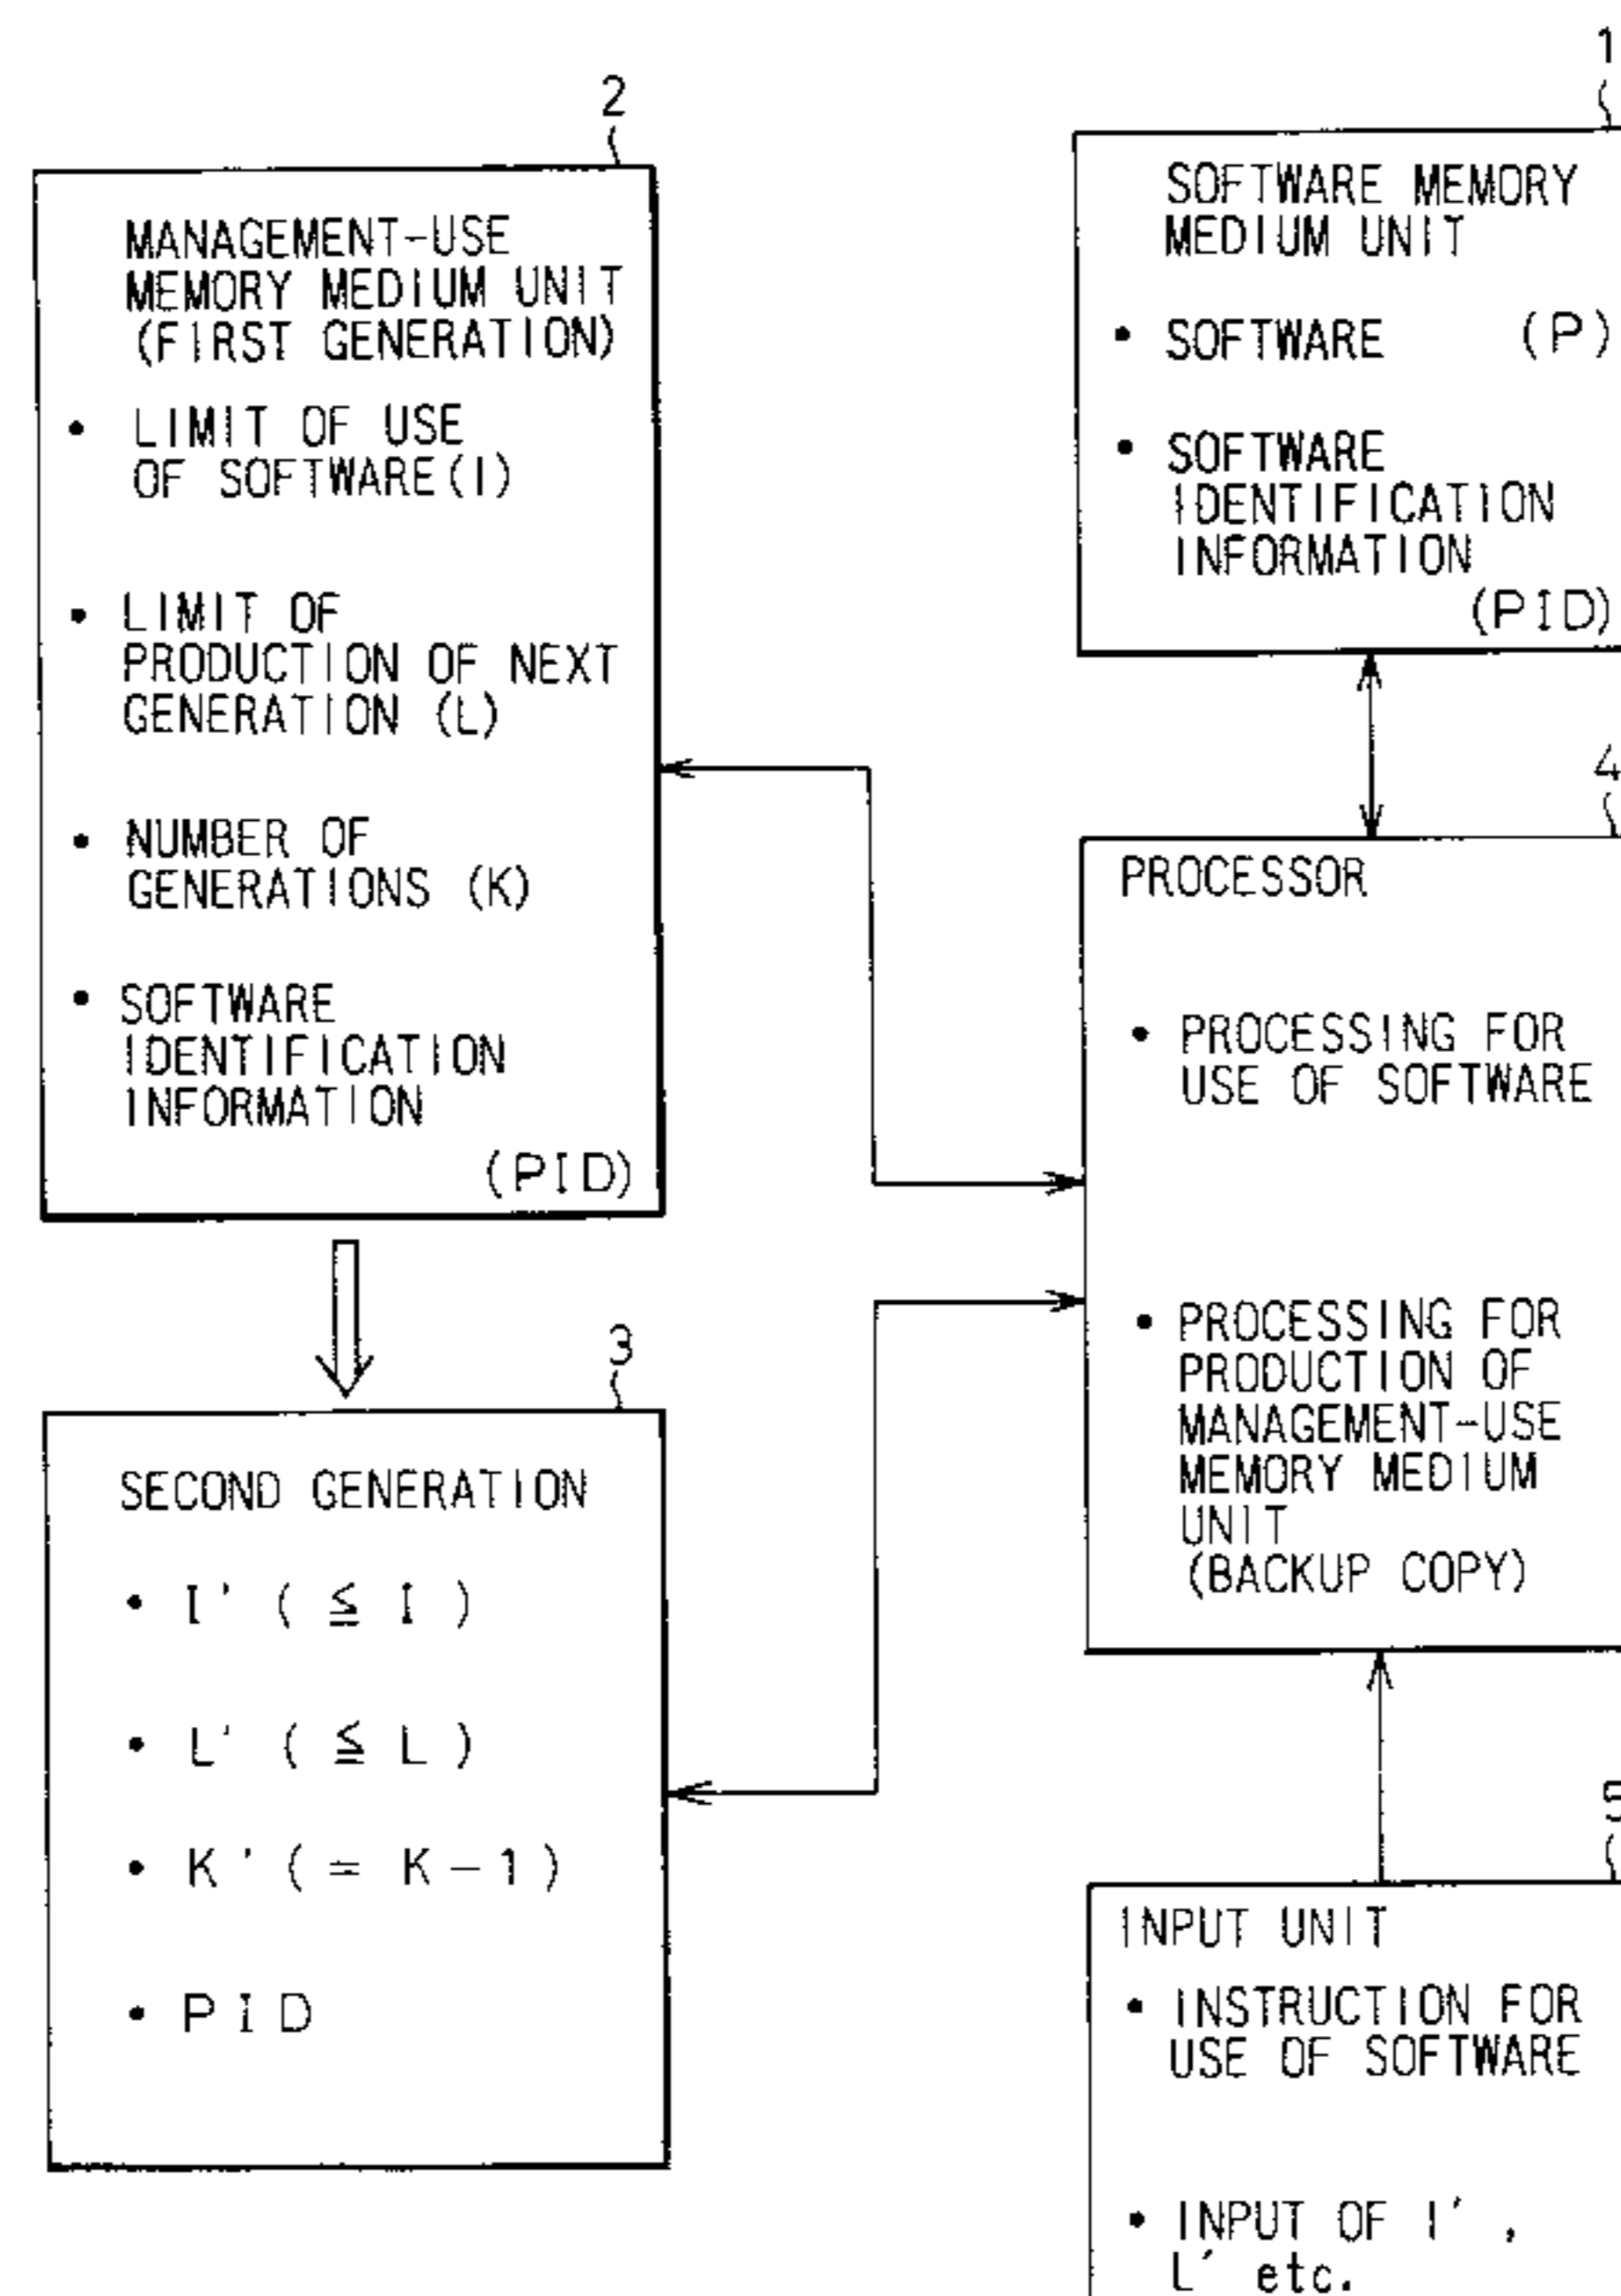 2
MANAGEMENT-USE
MEMORY MEDIUM UNIT
(FIRST GENERATION)
• LIMIT OF USE
OF SOFTWARE(I)
• LIMIT OF
PRODUCTION OF NEXT
GENERATION (L)
• NUMBER OF
GENERATIONS (K)
• SOFTWARE
IDENTIFICATION
INFORMATION
(PID)
3
SECOND GENERATION
• I' ( ≦ I )
• L' ( ≦ L )
• K' ( = K - 1 )
• PID
1
SOFTWARE MEMORY
MEDIUM UNIT
• SOFTWARE (P)
• SOFTWARE
IDENTIFICATION
INFORMATION
(PID)
4
PROCESSOR
• PROCESSING FOR
USE OF SOFTWARE
• PROCESSING FOR
PRODUCTION OF
MANAGEMENT-USE
MEMORY MEDIUM
UNIT
(BACKUP COPY)
5
INPUT UNIT
• INSTRUCTION FOR
USE OF SOFTWARE
• INPUT OF I' ,
L' etc.